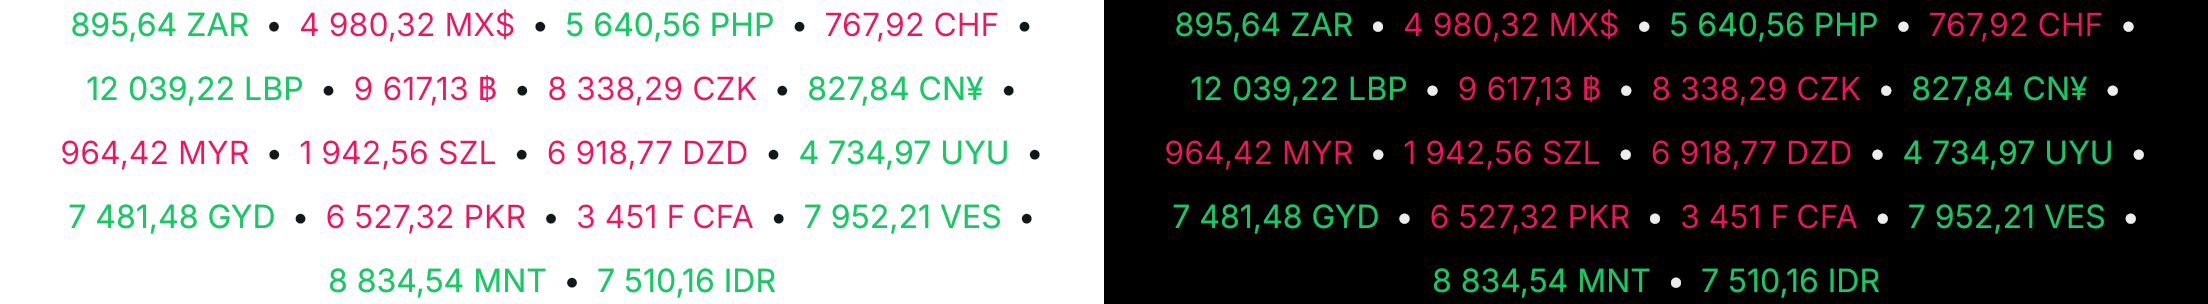 895,64 ZAR • 4 980,32 MX$ • 5 640,56 PHP • 767,92 CHF •
12 039,22 LBP • 9 617,13 ฿ • 8 338,29 CZK • 827,84 CN¥ •
964,42 MYR • 1 942,56 SZL • 6 918,77 DZD • 4 734,97 UYU •
7 481,48 GYD • 6 527,32 PKR • 3 451 F CFA • 7 952,21 VES •
8 834,54 MNT • 7 510,16 IDR
895,64 ZAR • 4 980,32 MX$ • 5 640,56 PHP • 767,92 CHF •
12 039,22 LBP • 9 617,13 ฿ • 8 338,29 CZK • 827,84 CN¥ •
964,42 MYR • 1 942,56 SZL • 6 918,77 DZD • 4 734,97 UYU •
7 481,48 GYD • 6 527,32 PKR • 3 451 F CFA • 7 952,21 VES •
8 834,54 MNT • 7 510,16 IDR